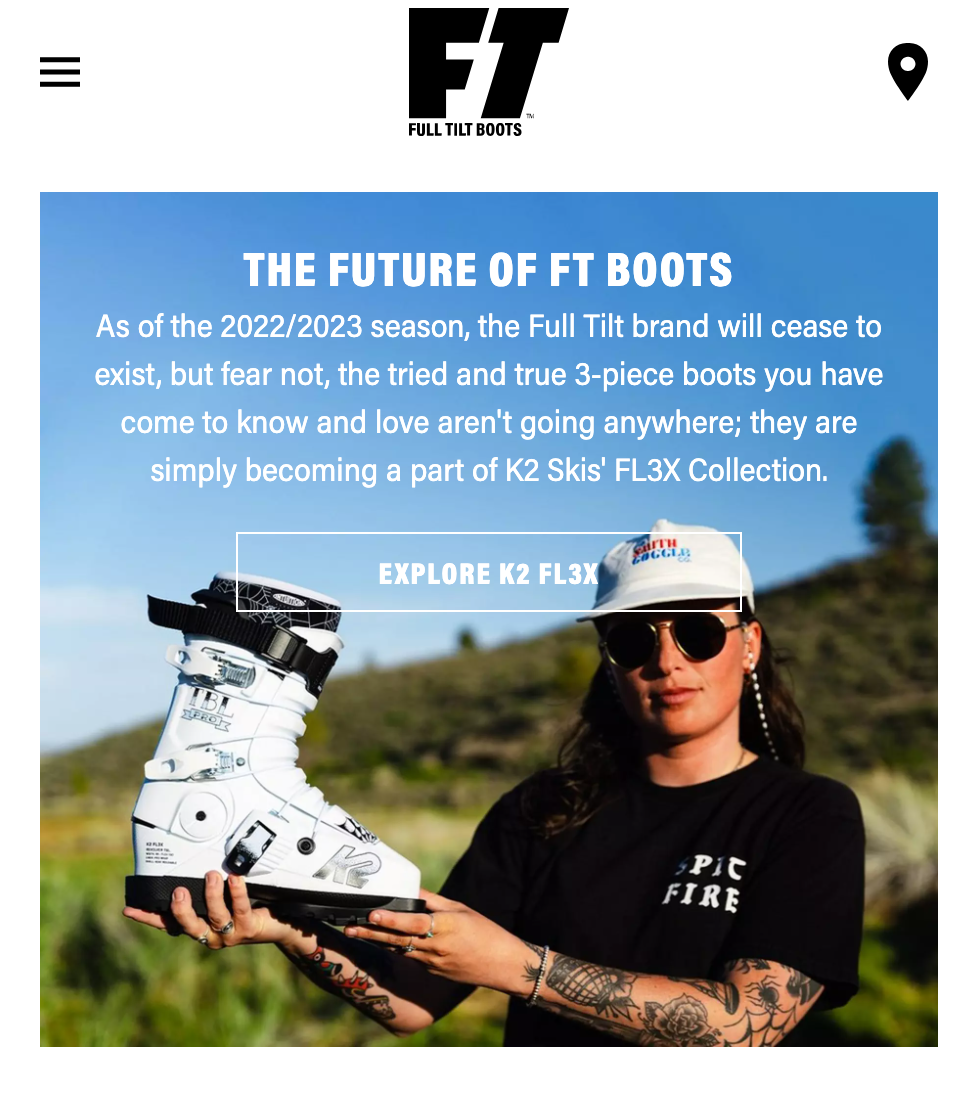 FT
TM
FULL TILT BOOTS
THE FUTURE OF FT BOOTS
As of the 2022/2023 season, the Full Tilt brand will cease to
exist, but fear not, the tried and true 3-piece boots you have
come to know and love aren't going anywhere; they are
simply becoming a part of K2 Skis' FL3X Collection.
EXPLORE K2 FL3X
SMITH
GOGGLE
CO.
TBL
PRO
K2
SPIT
FIRE